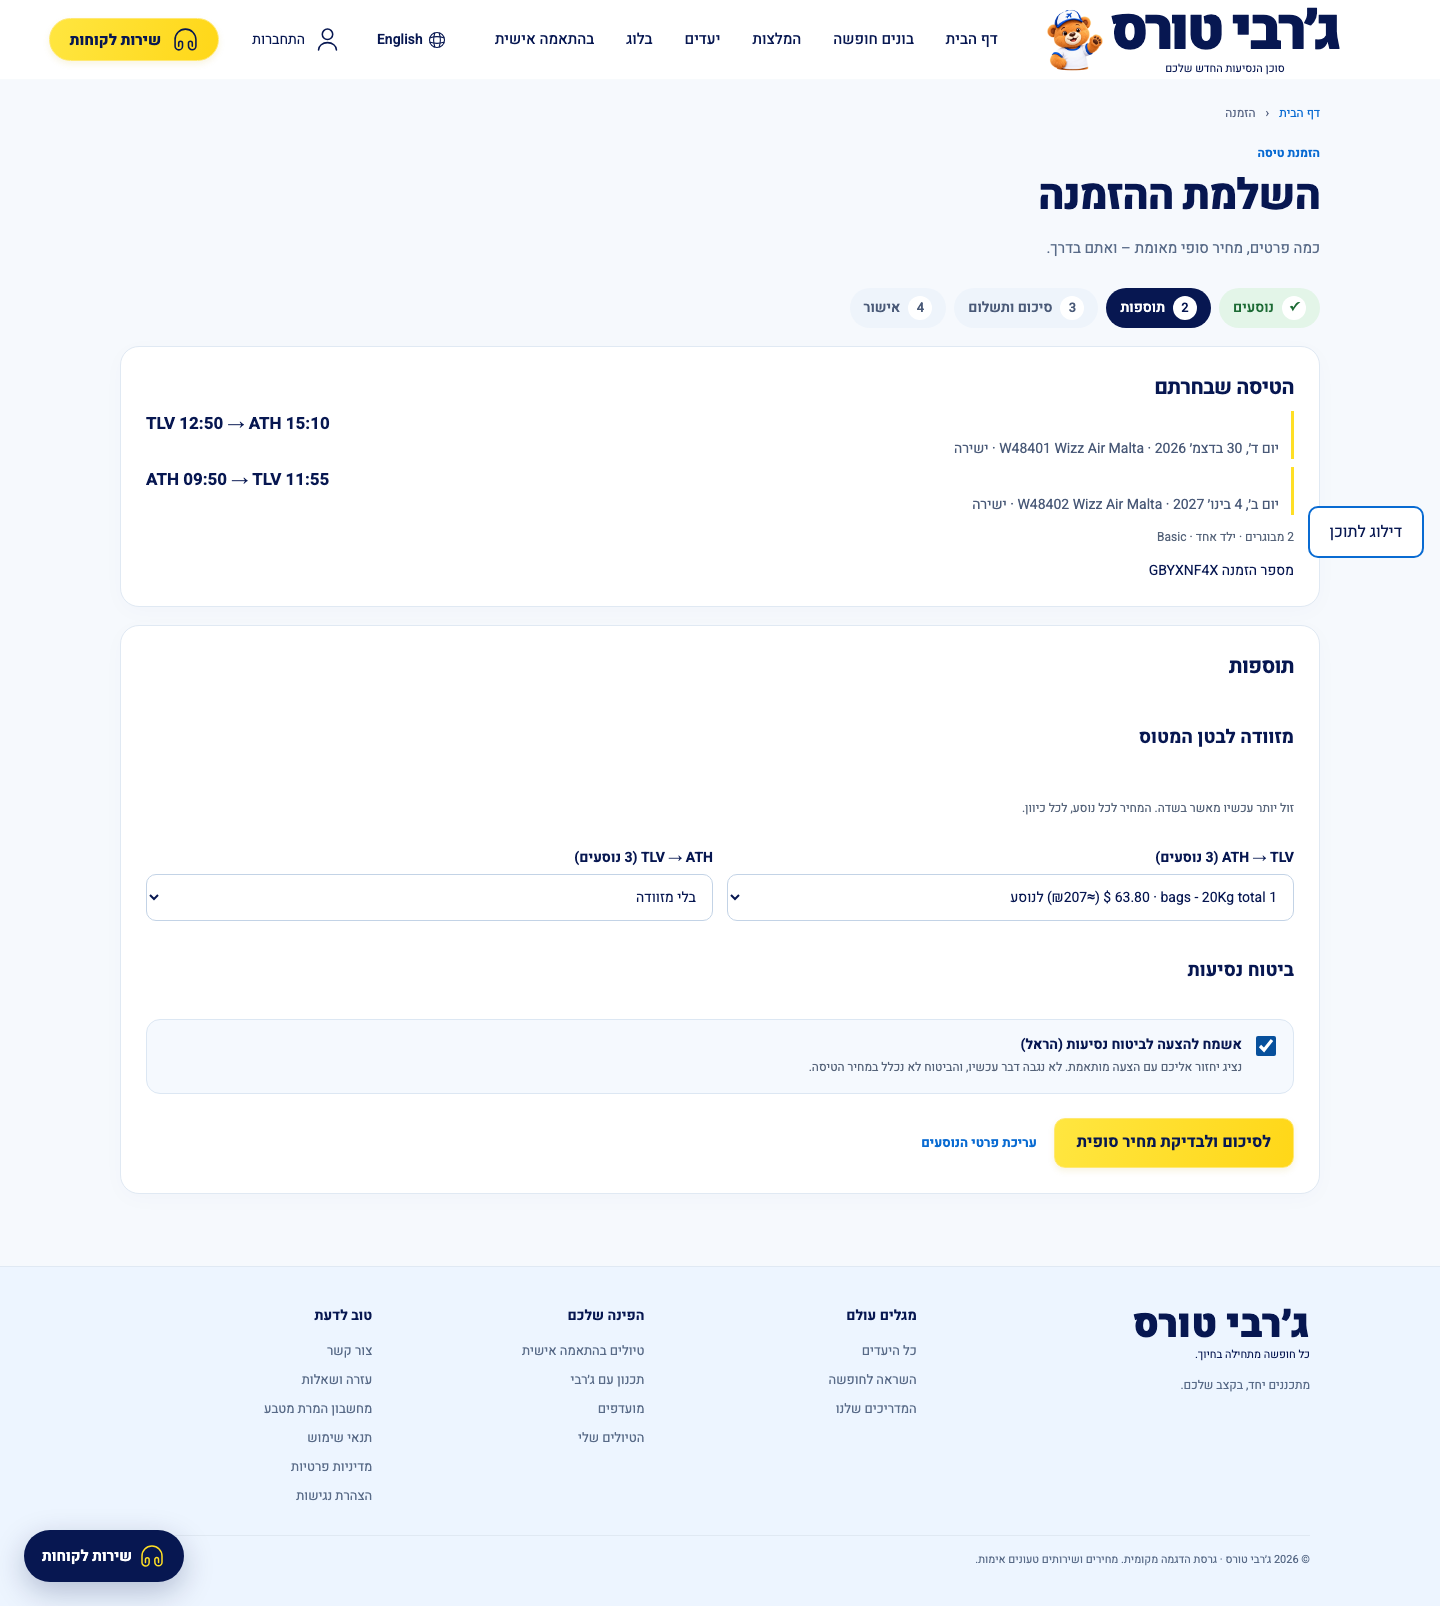 ג׳רבי טורס
סוכן הנסיעות החדש שלכם
דף הבית
בונים חופשה
המלצות
יעדים
בלוג
בהתאמה אישית
English
התחברות
שירות לקוחות
דף הבית › הזמנה
הזמנת טיסה
השלמת ההזמנה
כמה פרטים, מחיר סופי מאומת – ואתם בדרך.
✓ נוסעים
2 תוספות
3 סיכום ותשלום
4 אישור
הטיסה שבחרתם
TLV 12:50 → ATH 15:10
יום ד׳, 30 בדצמ׳ 2026 · W48401 Wizz Air Malta · ישירה
ATH 09:50 → TLV 11:55
יום ב׳, 4 בינו׳ 2027 · W48402 Wizz Air Malta · ישירה
דילוג לתוכן
2 מבוגרים · ילד אחד · Basic
מספר הזמנה GBYXNF4X
תוספות
מזוודה לבטן המטוס
זול יותר עכשיו מאשר בשדה. המחיר לכל נוסע, לכל כיוון.
ATH → TLV (3 נוסעים)
1 bags - 20Kg total · 63.80 $ (≈207₪) לנוסע
TLV → ATH (3 נוסעים)
בלי מזוודה
ביטוח נסיעות
אשמח להצעה לביטוח נסיעות (הראל)
נציג יחזור אליכם עם הצעה מותאמת. לא נגבה דבר עכשיו, והביטוח לא נכלל במחיר הטיסה.
לסיכום ולבדיקת מחיר סופית
עריכת פרטי הנוסעים
ג׳רבי טורס
כל חופשה מתחילה בחיוך.
מתכננים יחד, בקצב שלכם.
מגלים עולם
כל היעדים
השראה לחופשה
המדריכים שלנו
הפינה שלכם
טיולים בהתאמה אישית
תכנון עם ג׳רבי
מועדפים
הטיולים שלי
טוב לדעת
צור קשר
עזרה ושאלות
מחשבון המרת מטבע
תנאי שימוש
מדיניות פרטיות
הצהרת נגישות
© 2026 ג׳רבי טורס · גרסת הדגמה מקומית. מחירים ושירותים טעונים אימות.
שירות לקוחות